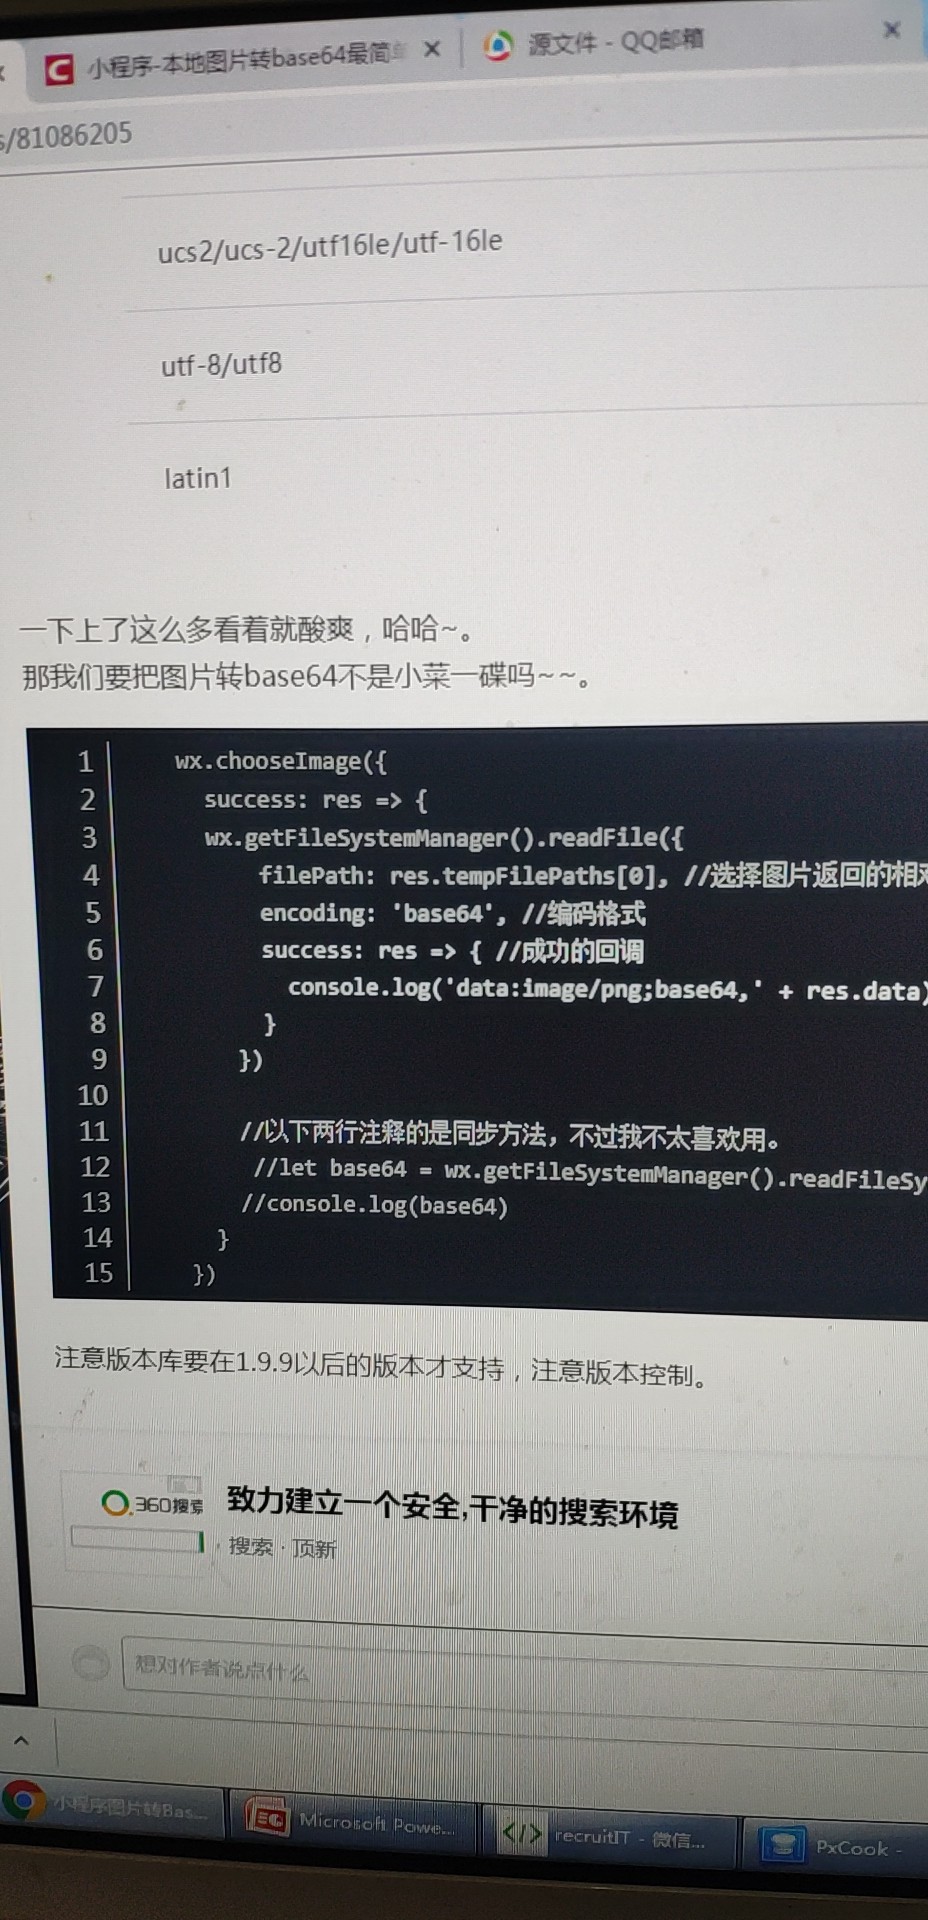 小程序-本地图片转base64最简
源文件 - QQ邮箱
s/81086205
ucs2/ucs-2/utf16le/utf-16le
utf-8/utf8
latin1
一下上了这么多看着就酸爽，哈哈~。
那我们要把图片转base64不是小菜一碟吗~~。
1 wx.chooseImage({
2 success: res => {
3 wx.getFileSystemManager().readFile({
4 filePath: res.tempFilePaths[0], //选择图片返回的相
5 encoding: 'base64', //编码格式
6 success: res => { //成功的回调
7 console.log('data:image/png;base64,' + res.data)
8 }
9 })
10
11 //以下两行注释的是同步方法，不过我不太喜欢用。
12 //let base64 = wx.getFileSystemManager().readFileSy
13 //console.log(base64)
14 }
15 })
注意版本库要在1.9.9以后的版本才支持，注意版本控制。
360搜索
致力建立一个安全,干净的搜索环境
搜索·顶新
想对作者说点什么
小程序图片转Bas...
Microsoft Powe...
recruitIT - 微信...
PxCook -